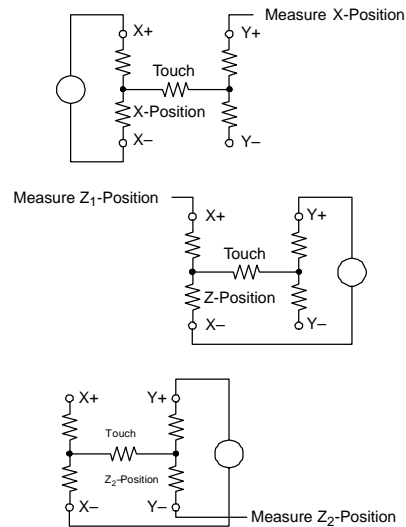 Measure X-Position
X+ Y+
Touch
X-Position
X– Y–
Measure Z1-Position
X+ Y+
Touch
Z-Position
X– Y–
X+ Y+
Touch
Z2–Position
X– Y–
Measure Z2-Position